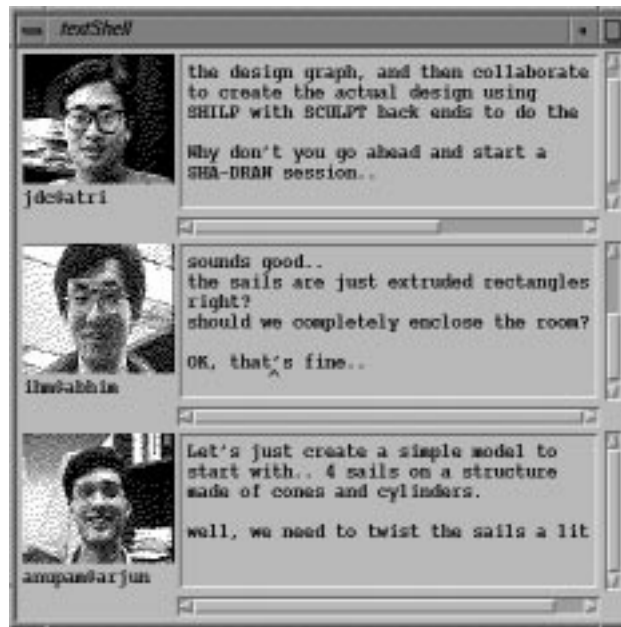 textShell
the design graph, and then collaborate
to create the actual design using
SHILP with SCULPT back ends to do the
Why don't you go ahead and start a
SHA-DRAW session..
jdc@atri
sounds good..
the sails are just extruded rectangles
right?
should we completely enclose the room?
OK, that's fine..
ihm@abhim
Let's just create a simple model to
start with.. 4 sails on a structure
made of cones and cylinders.
well, we need to twist the sails a lit
anupam@arjun